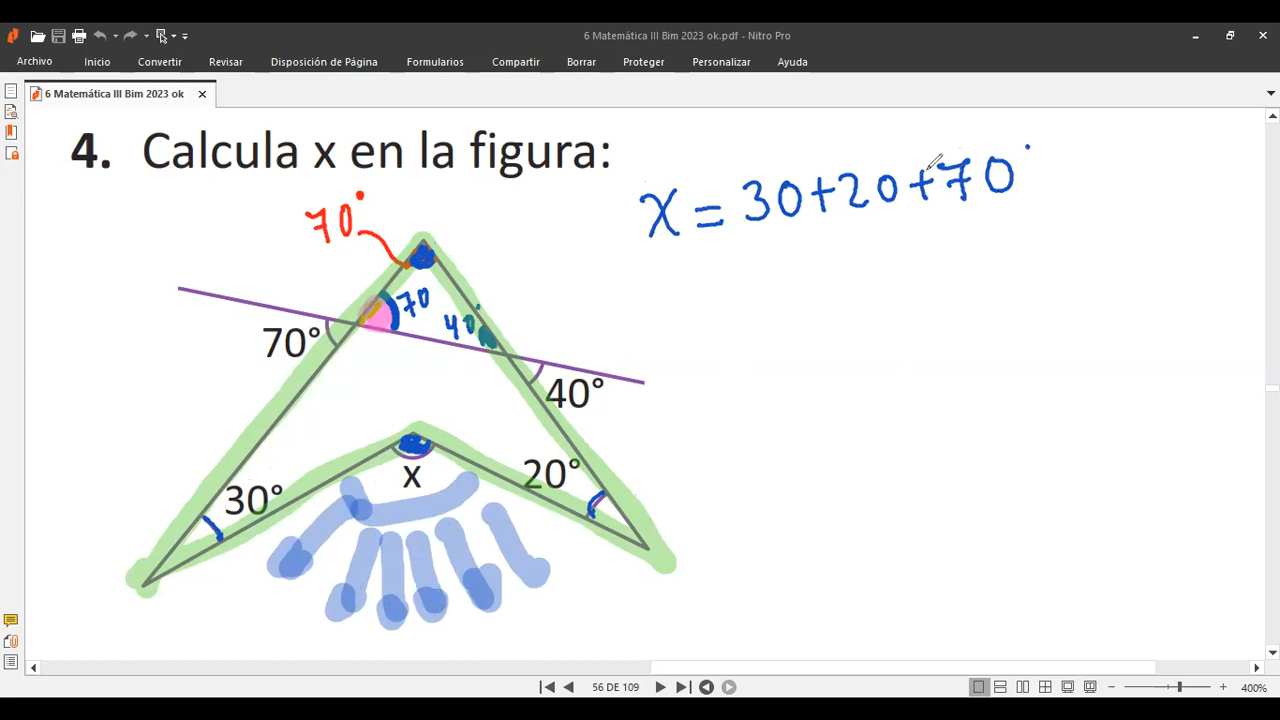 6 Matemática III Bim 2023 ok.pdf - Nitro Pro
Archivo Inicio Convertir Revisar Disposición de Página Formularios Compartir Borrar Proteger Personalizar Ayuda
6 Matemática III Bim 2023 ok
4. Calcula x en la figura:
x = 30+20+70°
70°
70
40°
70°
40°
30°
x
20°
56 DE 109
400%